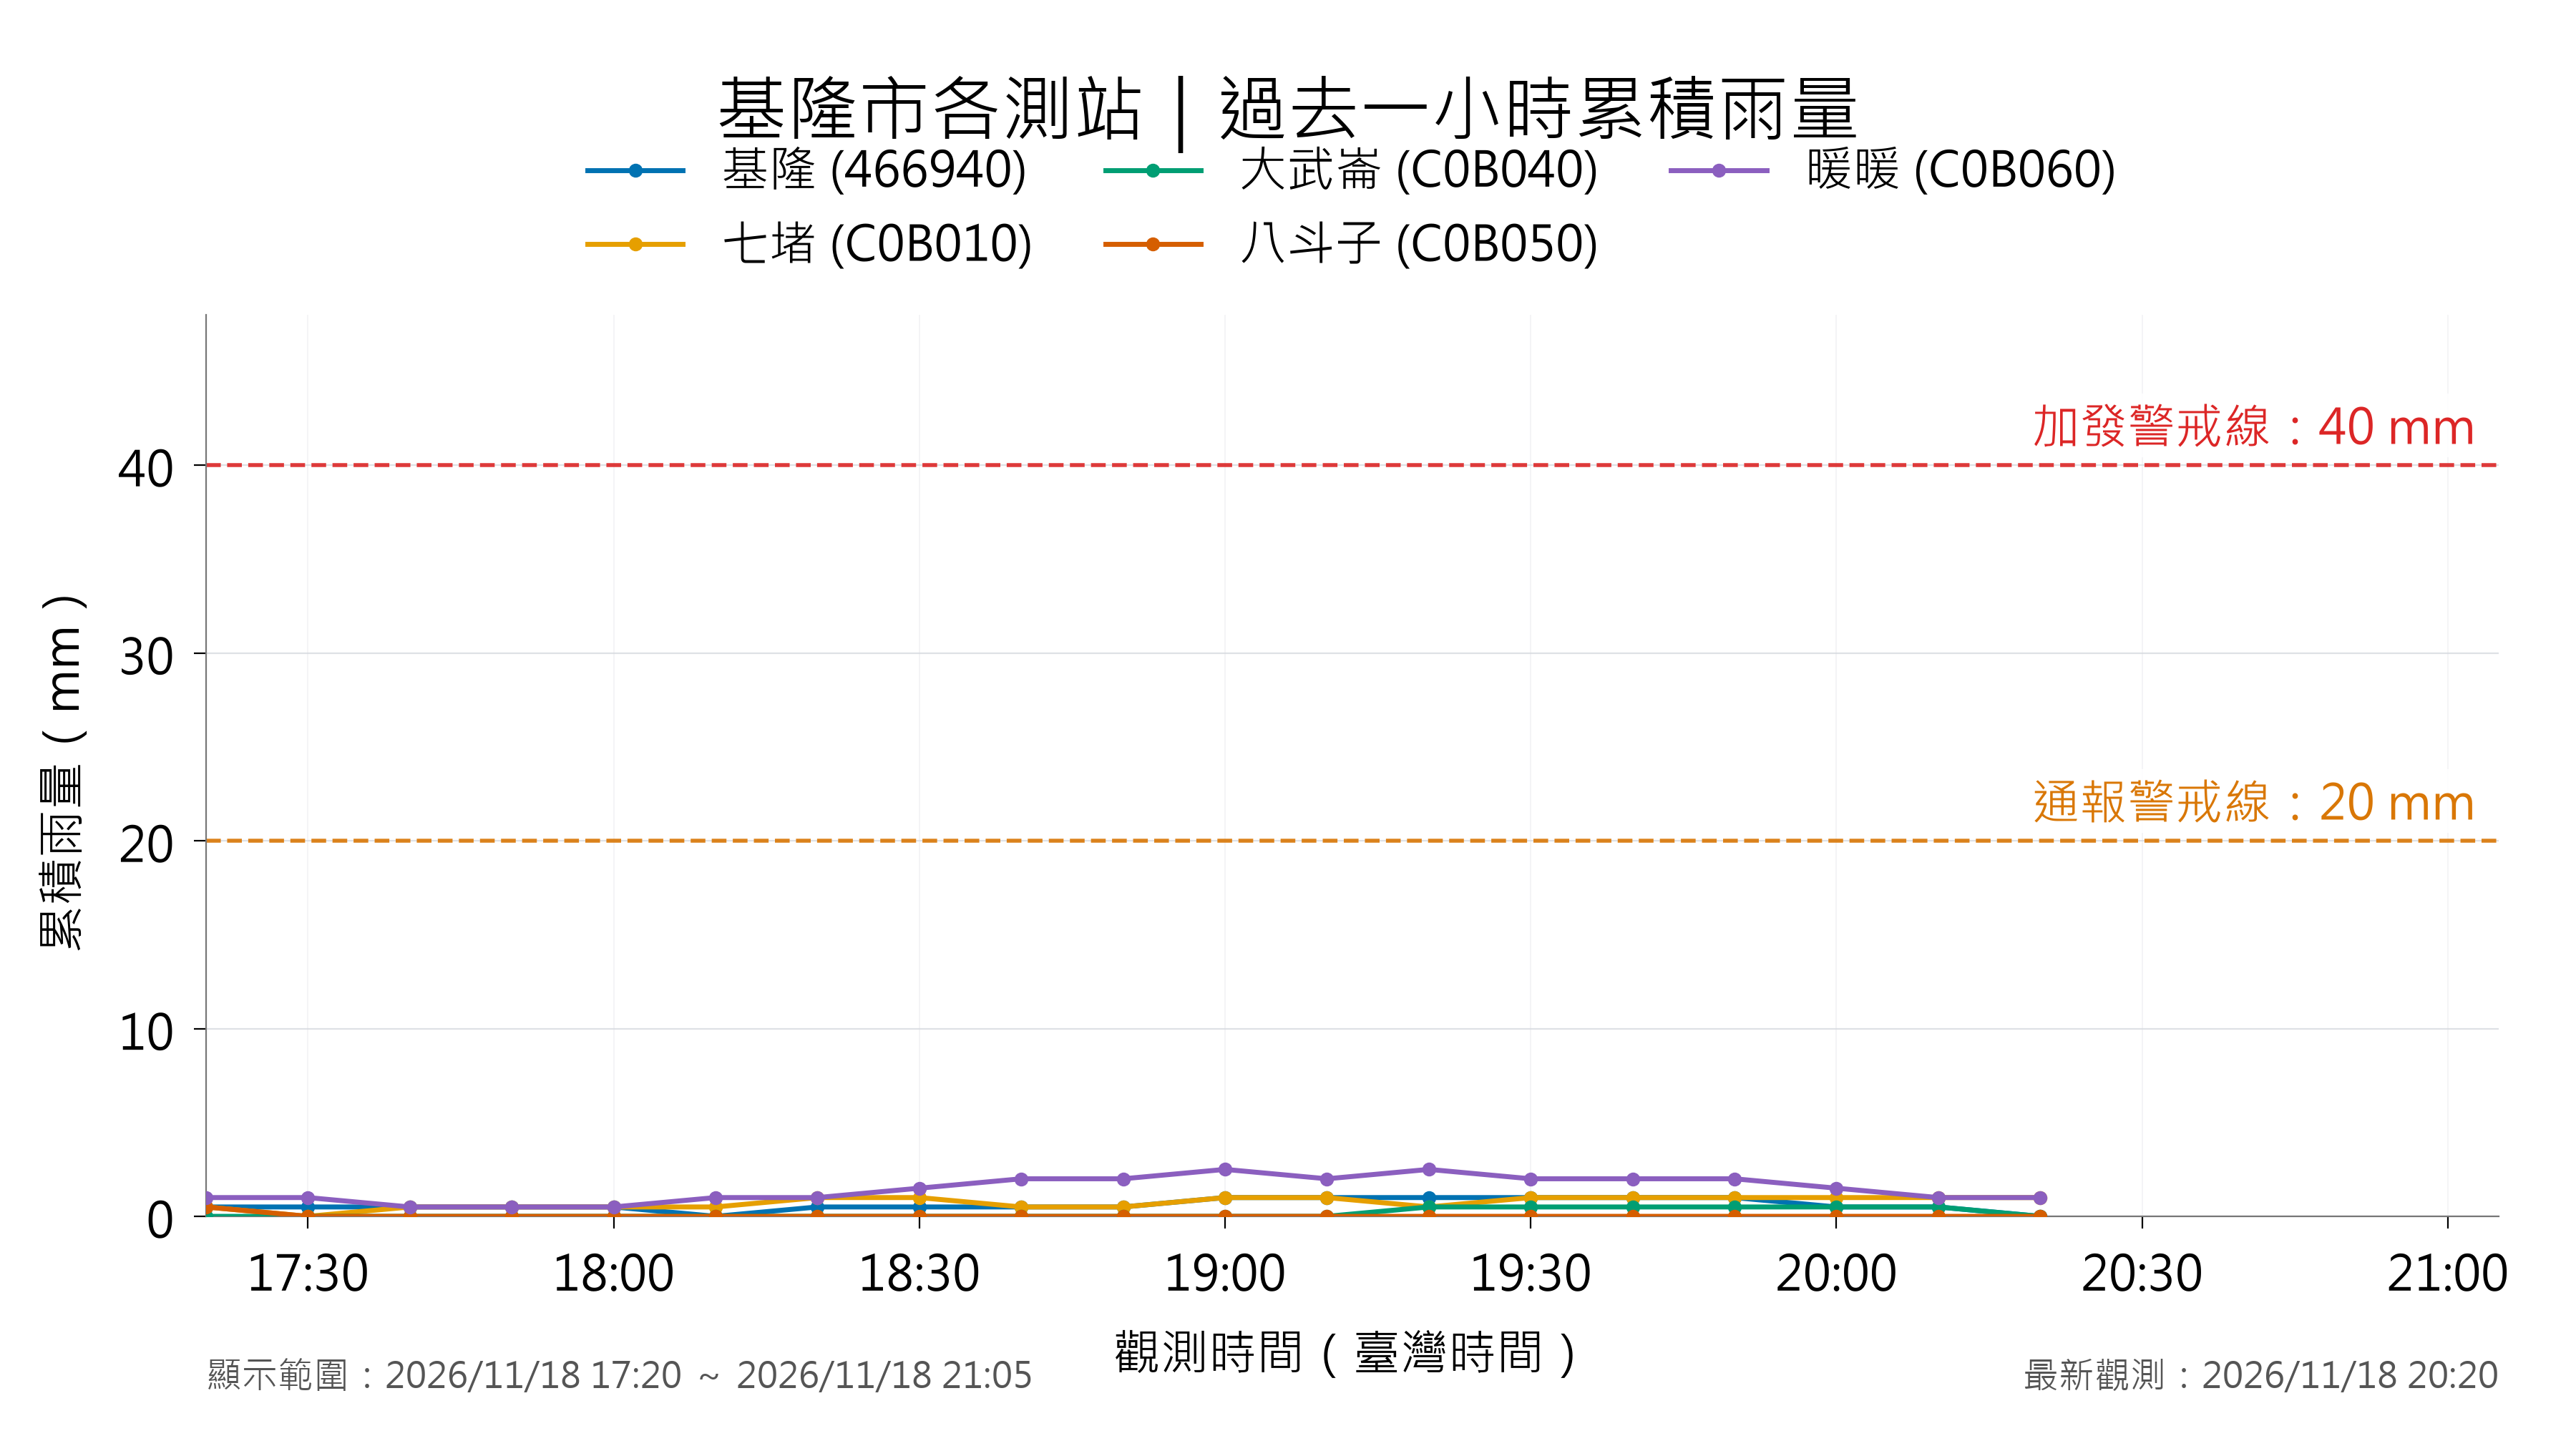 基隆市各測站｜過去一小時累積雨量
基隆 (466940)
七堵 (C0B010)
大武崙 (C0B040)
八斗子 (C0B050)
暖暖 (C0B060)
累積雨量（mm）
40
30
20
10
0
加發警戒線：40 mm
通報警戒線：20 mm
17:30 18:00 18:30 19:00 19:30 20:00 20:30 21:00
觀測時間（臺灣時間）
顯示範圍：2026/11/18 17:20 ~ 2026/11/18 21:05
最新觀測：2026/11/18 20:20